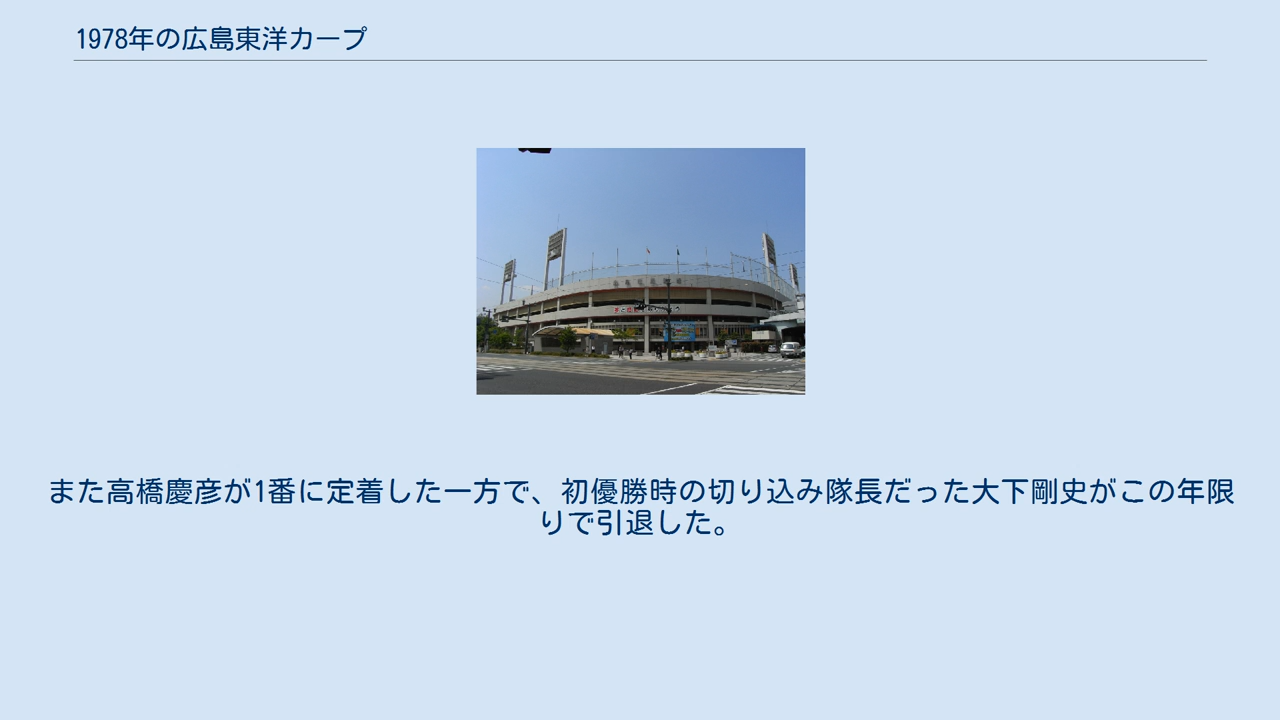 1978年の広島東洋カープ
また高橋慶彦が1番に定着した一方で、初優勝時の切り込み隊長だった大下剛史がこの年限
りで引退した。